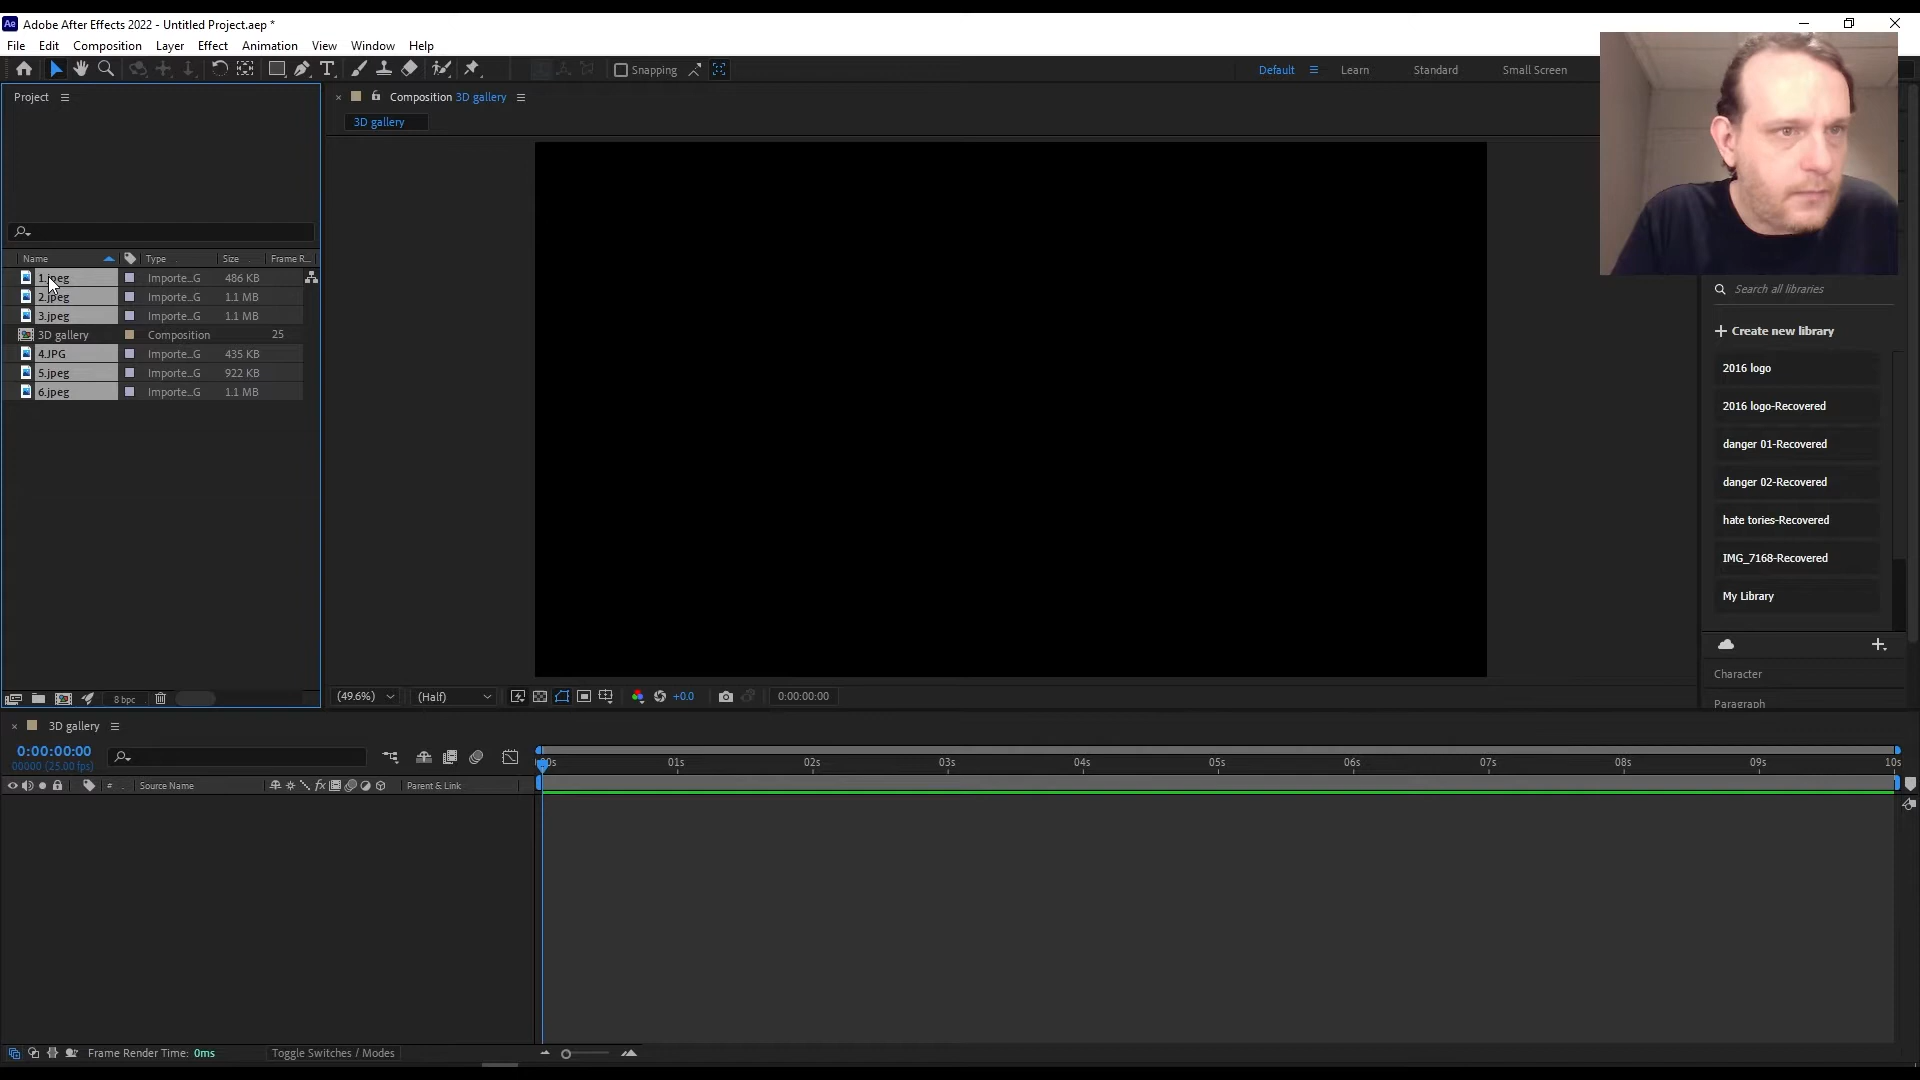 Ae Adobe After Effects 2022 - Untitled Project.aep *
File Edit Composition Layer Effect Animation View Window Help
Snapping
Default Learn Standard Small Screen
Project
Composition 3D gallery
3D gallery
Name Type Size Frame R...
1.jpeg Importe...G 486 KB
2.jpeg Importe...G 1.1 MB
3.jpeg Importe...G 1.1 MB
3D gallery Composition 25
4.JPG Importe...G 435 KB
5.jpeg Importe...G 922 KB
6.jpeg Importe...G 1.1 MB
Search all libraries
Create new library
2016 logo
2016 logo-Recovered
danger 01-Recovered
danger 02-Recovered
hate tories-Recovered
IMG_7168-Recovered
My Library
Character
Paragraph
8 bpc
(49.6%) (Half) +0.0 0:00:00:00
3D gallery
0:00:00:00
00000 (25.00 fps)
:00s 01s 02s 03s 04s 05s 06s 07s 08s 09s 10s
# Source Name fx Parent & Link
Frame Render Time: 0ms Toggle Switches / Modes